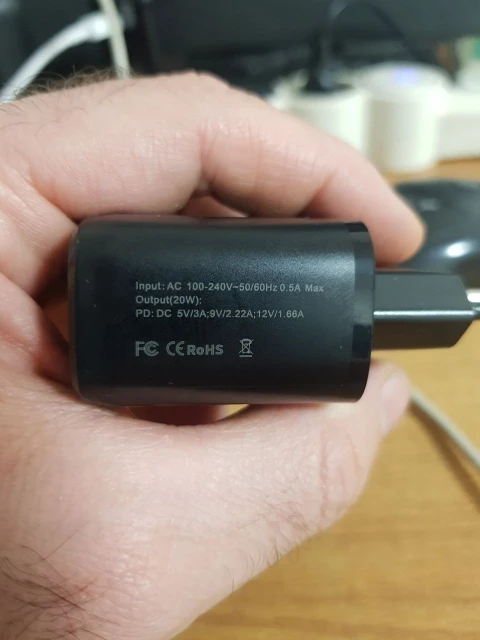 Input: AC 100-240V~50/60Hz 0.5A Max
Output(20W):
PD: DC 5V/3A;9V/2.22A;12V/1.66A
FC CE RoHS